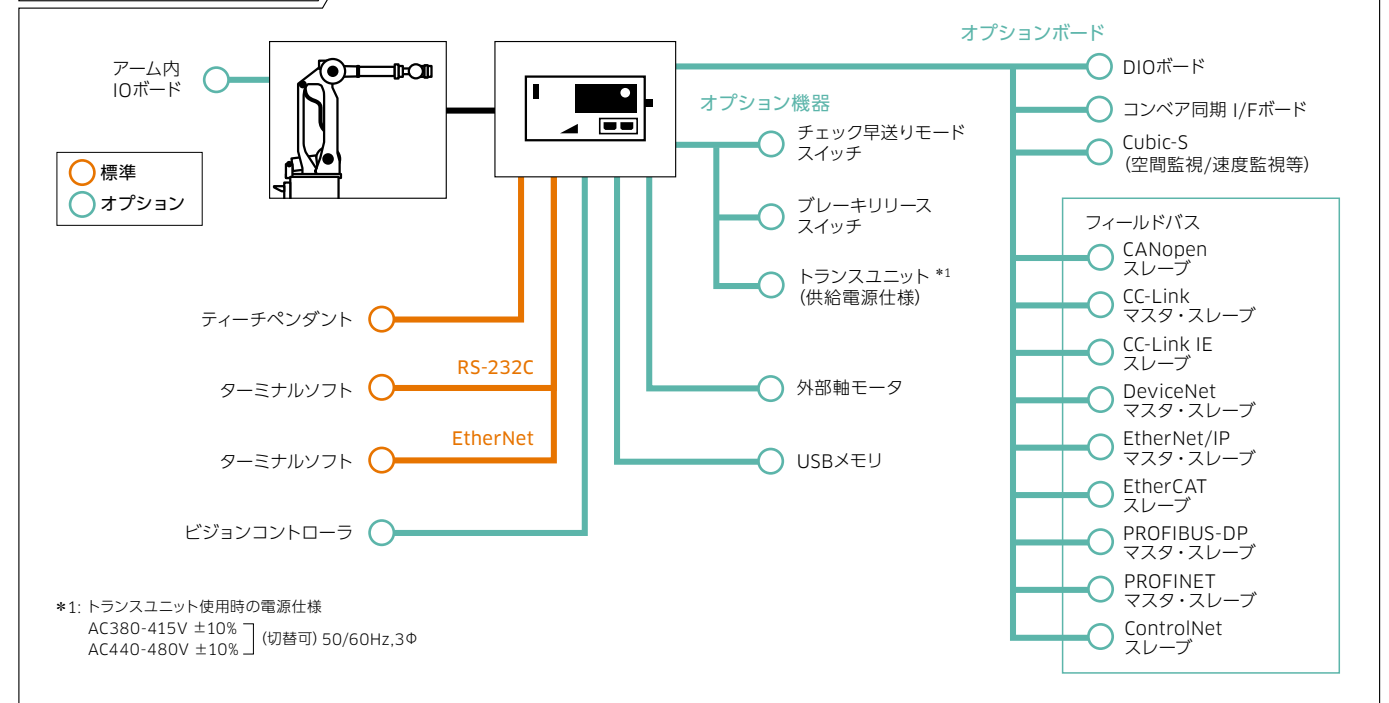 オプションボード
アーム内
IOボード
DIOボード
オプション機器
コンベア同期 I/Fボード
チェック早送りモード
スイッチ
Cubic-S
(空間監視/速度監視等)
標準
オプション
ブレーキリリース
スイッチ
フィールドバス
CANopen
スレーブ
トランスユニット *1
(供給電源仕様)
CC-Link
マスタ・スレーブ
ティーチペンダント
CC-Link IE
スレーブ
RS-232C
ターミナルソフト
外部軸モータ
DeviceNet
マスタ・スレーブ
EtherNet
ターミナルソフト
USBメモリ
EtherNet/IP
マスタ・スレーブ
EtherCAT
スレーブ
ビジョンコントローラ
PROFIBUS-DP
マスタ・スレーブ
PROFINET
マスタ・スレーブ
ControlNet
スレーブ
*1: トランスユニット使用時の電源仕様
AC380-415V ±10%
AC440-480V ±10%
(切替可) 50/60Hz,3Φ